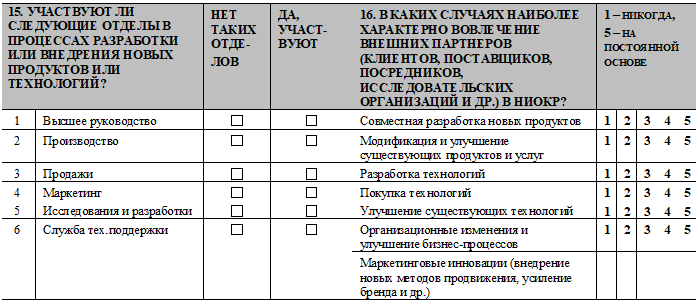 15. УЧАСТВУЮТ ЛИ
СЛЕДУЮЩИЕ ОТДЕЛЫ В
ПРОЦЕССАХ РАЗРАБОТКИ
ИЛИ ВНЕДРЕНИЯ НОВЫХ
ПРОДУКТОВ ИЛИ
ТЕХНОЛОГИЙ?
НЕТ
ТАКИХ
ОТДЕ-
ЛОВ
ДА,
УЧАСТ-
ВУЮТ
16. В КАКИХ СЛУЧАЯХ НАИБОЛЕЕ
ХАРАКТЕРНО ВОВЛЕЧЕНИЕ
ВНЕШНИХ ПАРТНЕРОВ
(КЛИЕНТОВ, ПОСТАВЩИКОВ,
ПОСРЕДНИКОВ,
ИССЛЕДОВАТЕЛЬСКИХ
ОРГАНИЗАЦИЙ И ДР.) В НИОКР?
1 – НИКОГДА,
5 – НА
ПОСТОЯННОЙ
ОСНОВЕ
1 Высшее руководство ☐ ☐ Совместная разработка новых продуктов 1 2 3 4 5
2 Производство ☐ ☐ Модификация и улучшение 1 2 3 4 5
существующих продуктов и услуг
3 Продажи ☐ ☐ Разработка технологий 1 2 3 4 5
4 Маркетинг ☐ ☐ Покупка технологий 1 2 3 4 5
5 Исследования и разработки ☐ ☐ Улучшение существующих технологий 1 2 3 4 5
6 Служба тех.поддержки ☐ ☐ Организационные изменения и 1 2 3 4 5
улучшение бизнес-процессов
Маркетинговые инновации (внедрение
новых методов продвижения, усиление
бренда и др.)